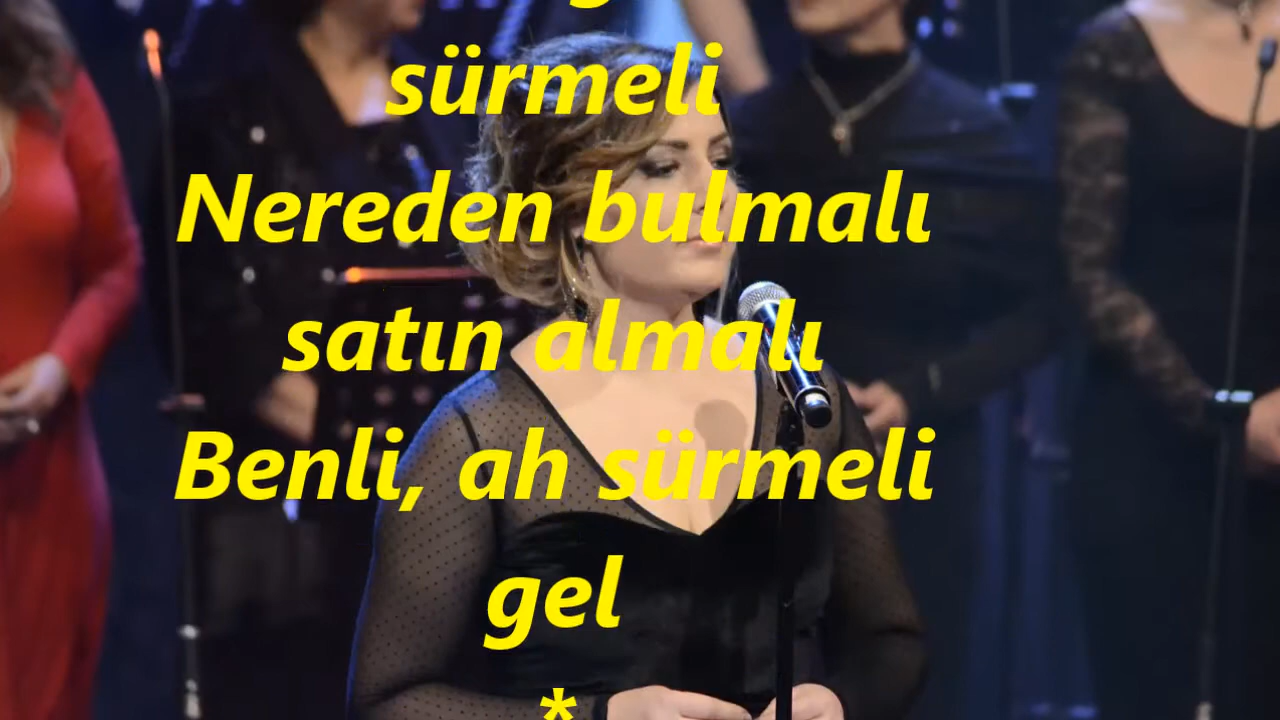 sürmeli
Nereden bulmalı
satın almalı
Benli, ah sürmeli
gel
*